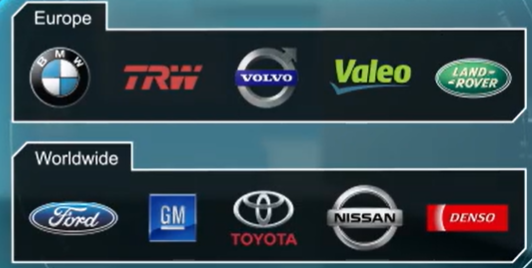 Europe
BMW
TRW
VOLVO
Valeo
LAND-
-ROVER
Worldwide
Ford
GM
TOYOTA
NISSAN
DENSO